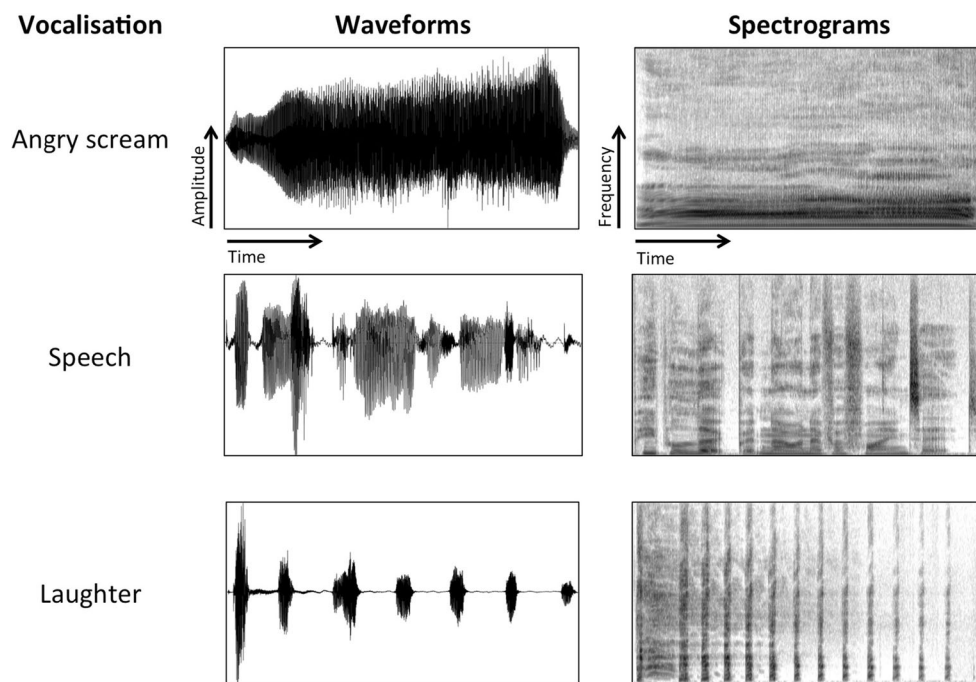 Vocalisation Waveforms Spectrograms
Angry scream
Amplitude
Time
Frequency
Time
Speech
Laughter